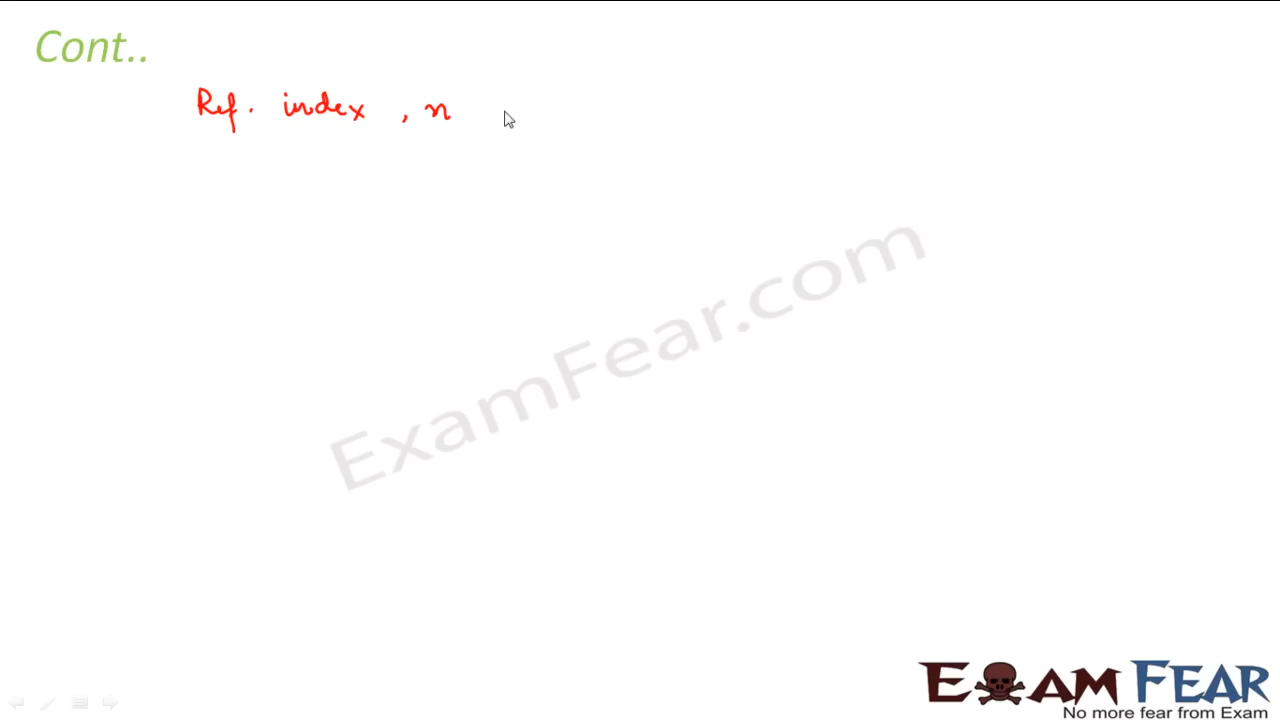 Cont..
Ref. index , n
ExamFear.com
EXAM FEAR
No more fear from Exam